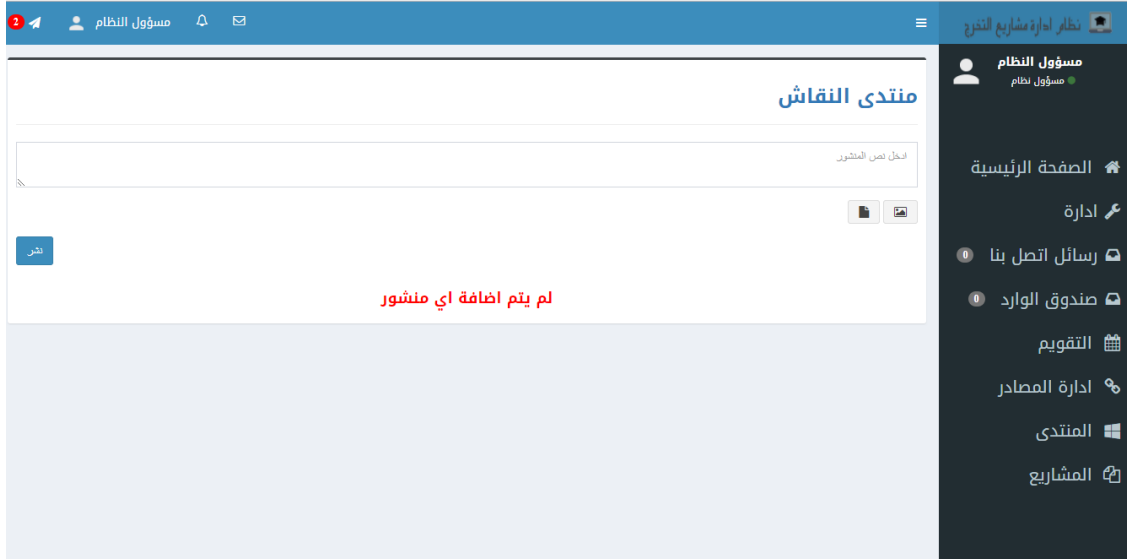 نظام ادارة مشاريع التخرج
مسؤول النظام
2
مسؤول النظام
مسؤول نظام
الصفحة الرئيسية
ادارة
رسائل اتصل بنا 0
صندوق الوارد 0
التقويم
ادارة المصادر
المنتدى
المشاريع
منتدى النقاش
ادخل نص المنشور
نشر
لم يتم اضافة اي منشور